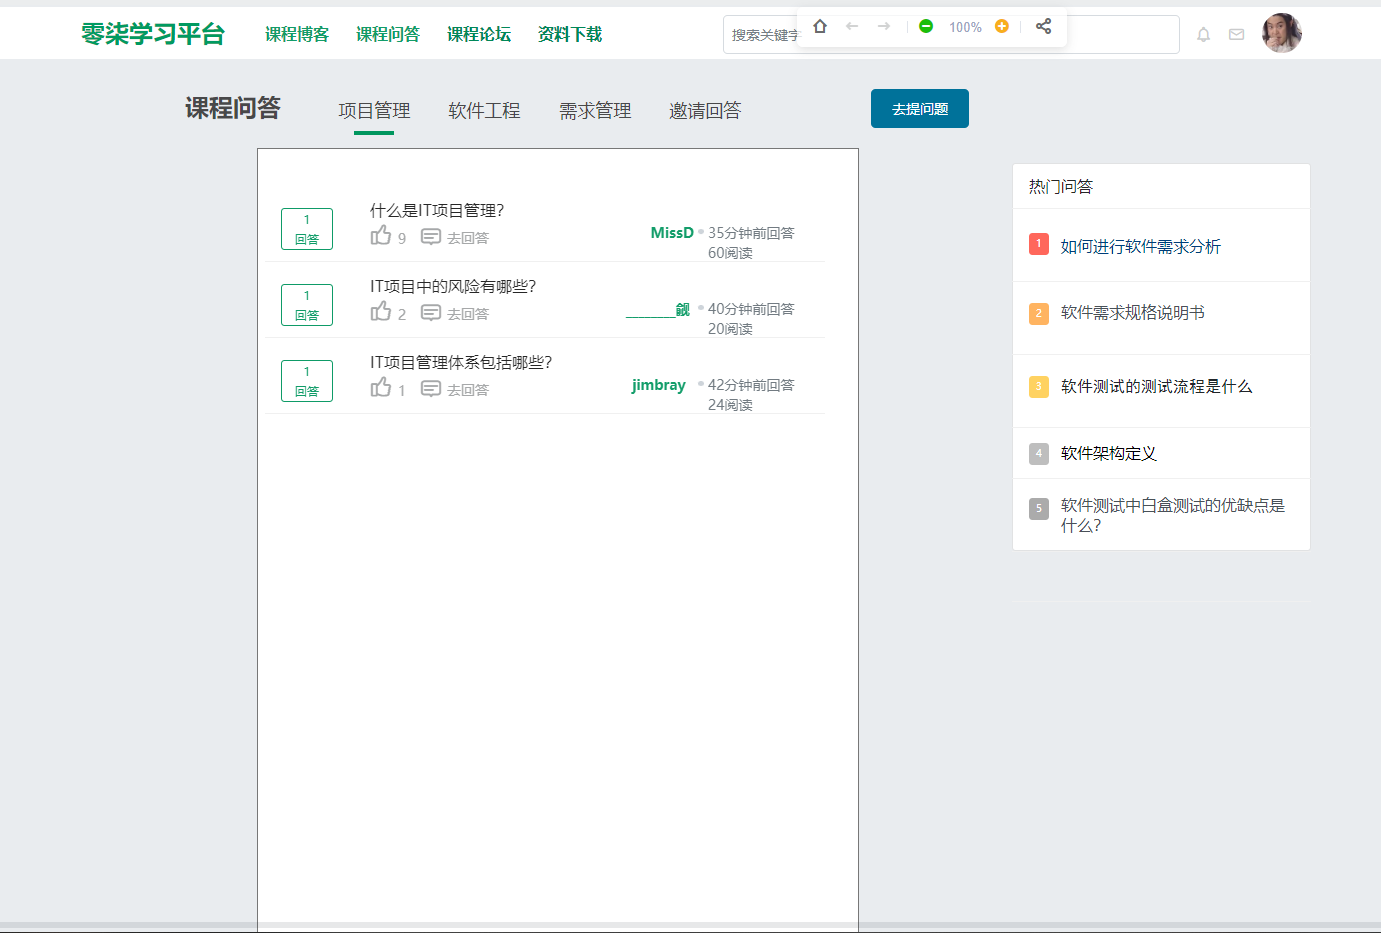 零柒学习平台 课程博客 课程问答 课程论坛 资料下载 搜索关键字 100%
课程问答 项目管理 软件工程 需求管理 邀请回答 去提问题
1
回答
什么是IT项目管理?
9 去回答
MissD 35分钟前回答
60阅读
1
回答
IT项目中的风险有哪些?
2 去回答
________觎 40分钟前回答
20阅读
1
回答
IT项目管理体系包括哪些?
1 去回答
jimbray 42分钟前回答
24阅读
热门问答
1 如何进行软件需求分析
2 软件需求规格说明书
3 软件测试的测试流程是什么
4 软件架构定义
5 软件测试中白盒测试的优缺点是
什么?